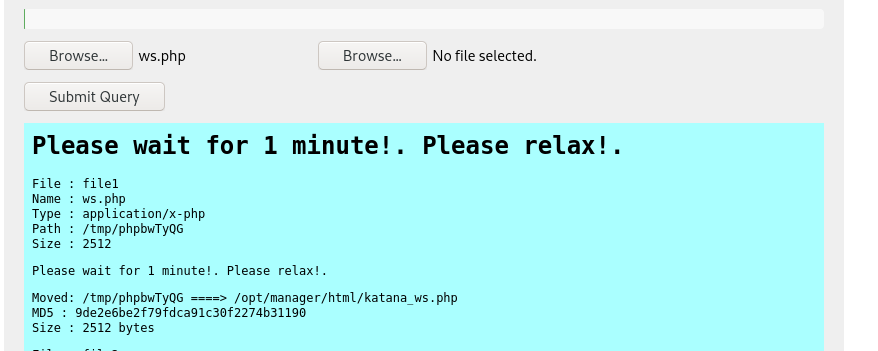 Browse... ws.php Browse... No file selected.
Submit Query
Please wait for 1 minute!. Please relax!.
File : file1
Name : ws.php
Type : application/x-php
Path : /tmp/phpbwTyQG
Size : 2512
Please wait for 1 minute!. Please relax!.
Moved: /tmp/phpbwTyQG ====> /opt/manager/html/katana_ws.php
MD5 : 9de2e6be2f79fdca91c30f2274b31190
Size : 2512 bytes